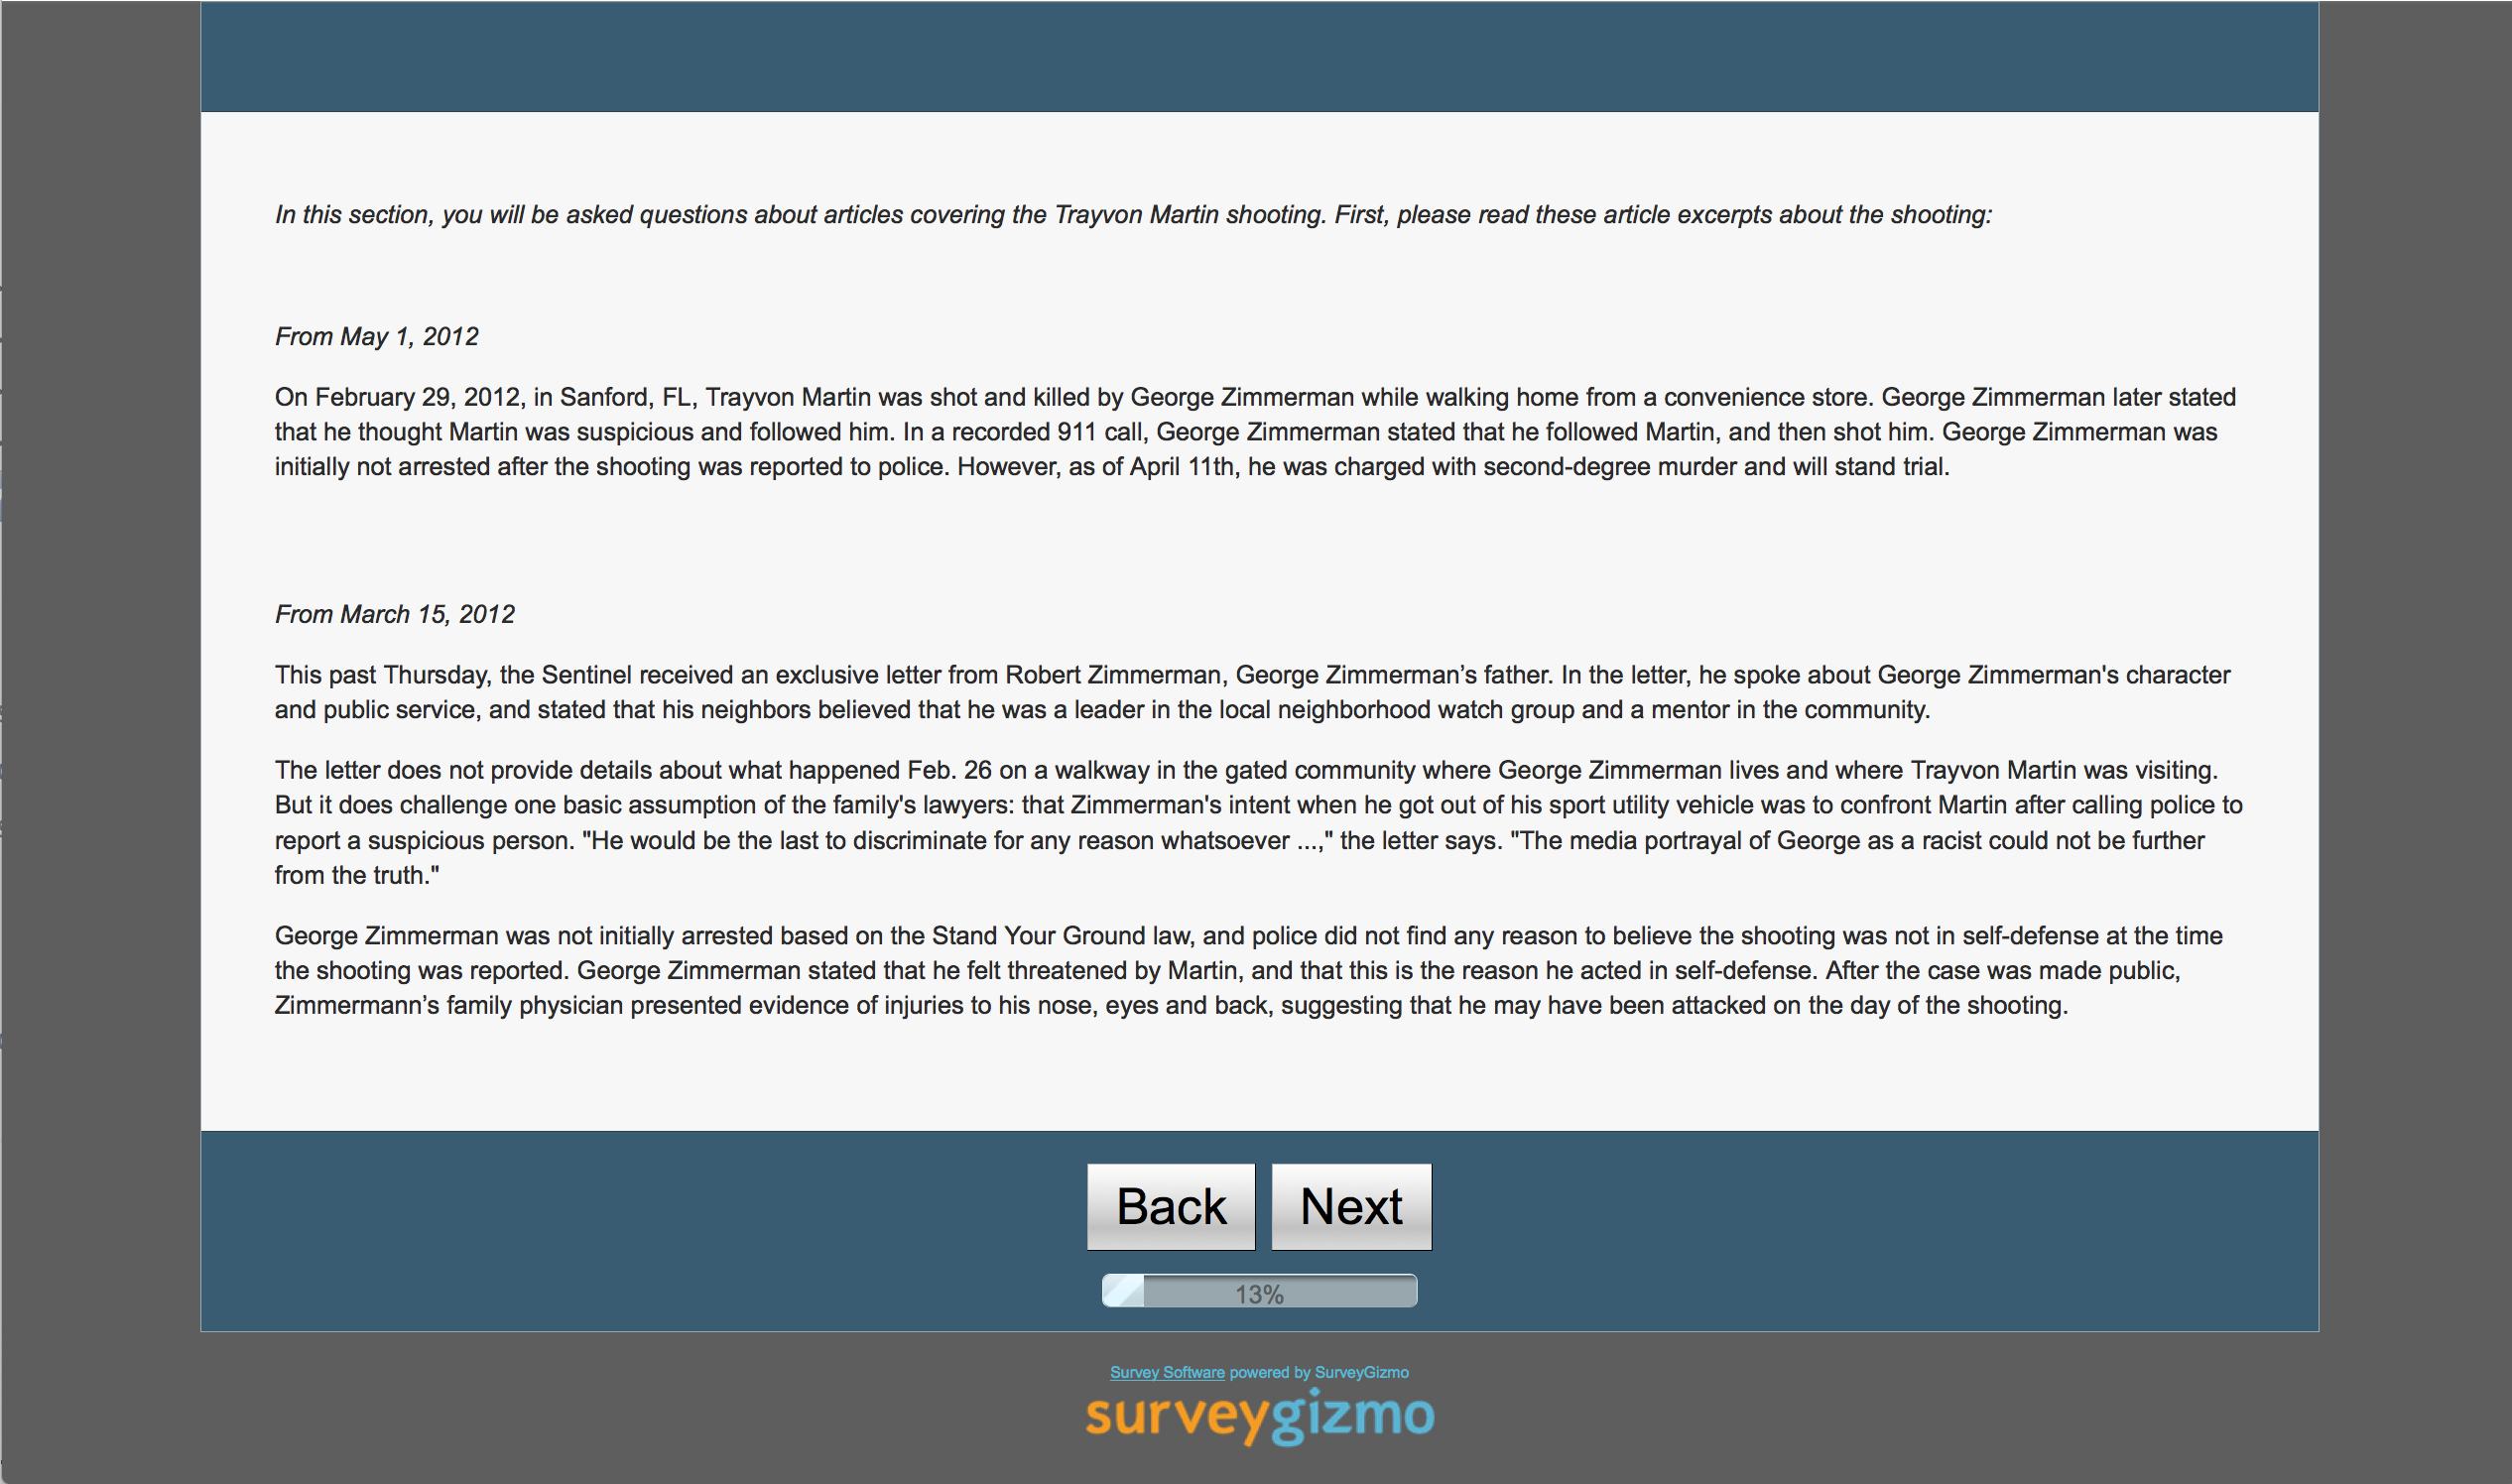 In this section, you will be asked questions about articles covering the Trayvon Martin shooting. First, please read these article excerpts about the shooting:
From May 1, 2012
On February 29, 2012, in Sanford, FL, Trayvon Martin was shot and killed by George Zimmerman while walking home from a convenience store. George Zimmerman later stated
that he thought Martin was suspicious and followed him. In a recorded 911 call, George Zimmerman stated that he followed Martin, and then shot him. George Zimmerman was
initially not arrested after the shooting was reported to police. However, as of April 11th, he was charged with second-degree murder and will stand trial.
From March 15, 2012
This past Thursday, the Sentinel received an exclusive letter from Robert Zimmerman, George Zimmerman’s father. In the letter, he spoke about George Zimmerman's character
and public service, and stated that his neighbors believed that he was a leader in the local neighborhood watch group and a mentor in the community.
The letter does not provide details about what happened Feb. 26 on a walkway in the gated community where George Zimmerman lives and where Trayvon Martin was visiting.
But it does challenge one basic assumption of the family's lawyers: that Zimmerman's intent when he got out of his sport utility vehicle was to confront Martin after calling police to
report a suspicious person. "He would be the last to discriminate for any reason whatsoever ...," the letter says. "The media portrayal of George as a racist could not be further
from the truth."
George Zimmerman was not initially arrested based on the Stand Your Ground law, and police did not find any reason to believe the shooting was not in self-defense at the time
the shooting was reported. George Zimmerman stated that he felt threatened by Martin, and that this is the reason he acted in self-defense. After the case was made public,
Zimmermann’s family physician presented evidence of injuries to his nose, eyes and back, suggesting that he may have been attacked on the day of the shooting.
Back Next
13%
Survey Software powered by SurveyGizmo
surveygizmo